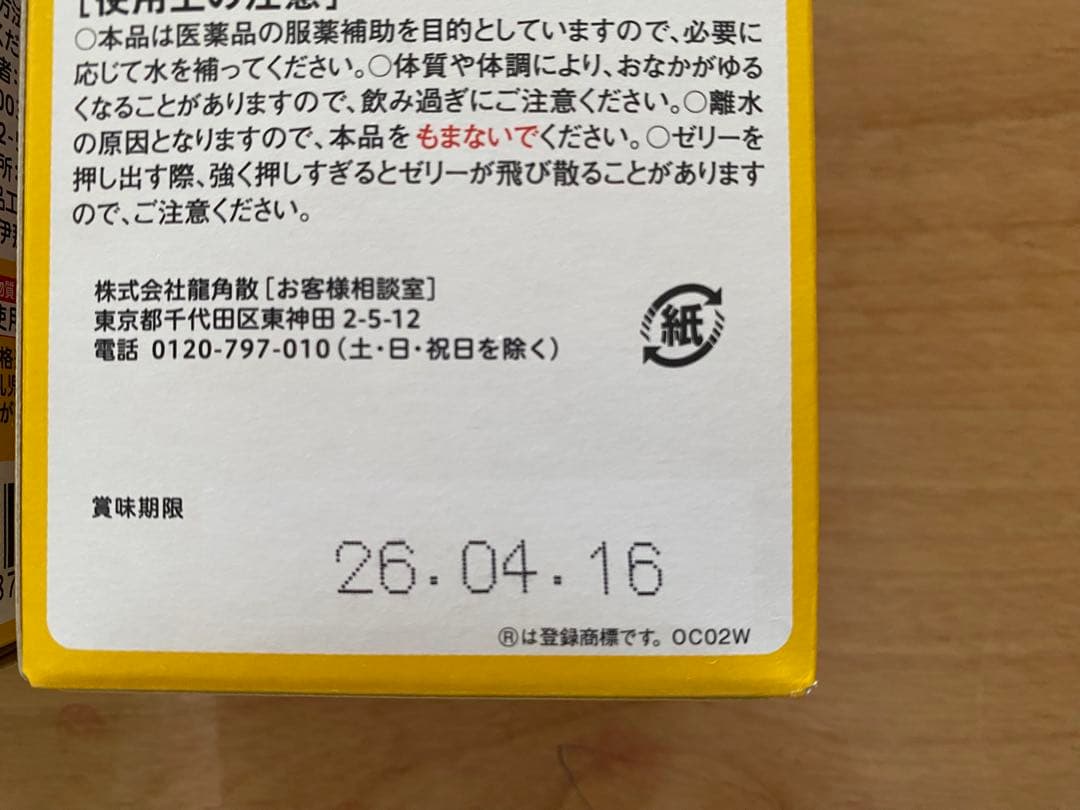 [使用上の注意]
○本品は医薬品の服薬補助を目的としていますので、必要に
応じて水を補ってください。○体質や体調により、おなかがゆる
くなることがありますので、飲み過ぎにご注意ください。○離水
の原因となりますので、本品をもまないでください。○ゼリーを
押し出す際、強く押しすぎるとゼリーが飛び散ることがあります
ので、ご注意ください。
株式会社龍角散[お客様相談室]
東京都千代田区東神田 2-5-12
電話 0120-797-010(土・日・祝日を除く)
紙
賞味期限
26.04.16
Ⓡは登録商標です。 OC02W